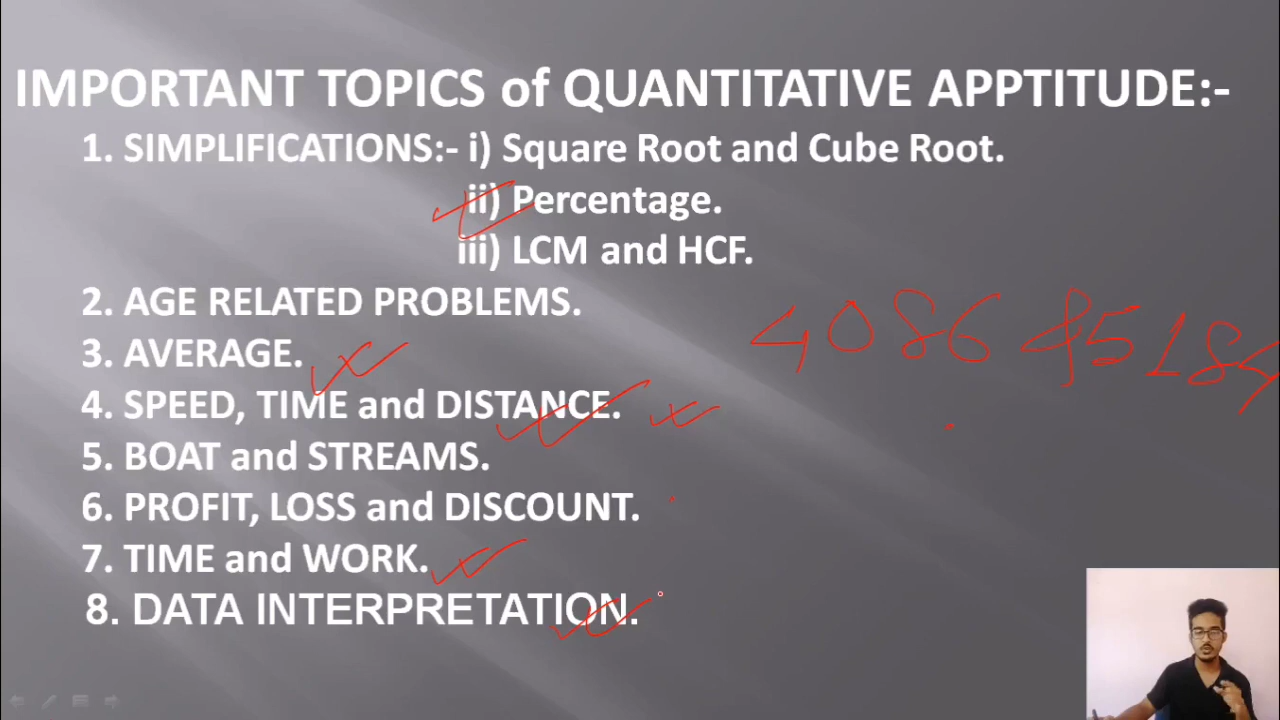 IMPORTANT TOPICS of QUANTITATIVE APPTITUDE:-
1. SIMPLIFICATIONS:- i) Square Root and Cube Root.
ii) Percentage.
iii) LCM and HCF.
2. AGE RELATED PROBLEMS.
3. AVERAGE.
4. SPEED, TIME and DISTANCE.
5. BOAT and STREAMS.
6. PROFIT, LOSS and DISCOUNT.
7. TIME and WORK.
8. DATA INTERPRETATION.
4086